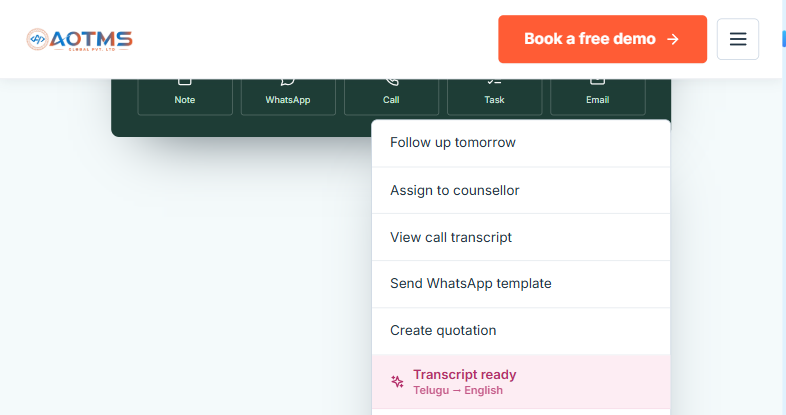 AOTMS
GLOBAL PVT. LTD
Book a free demo →
Note
WhatsApp
Call
Task
Email
Follow up tomorrow
Assign to counsellor
View call transcript
Send WhatsApp template
Create quotation
Transcript ready
Telugu → English